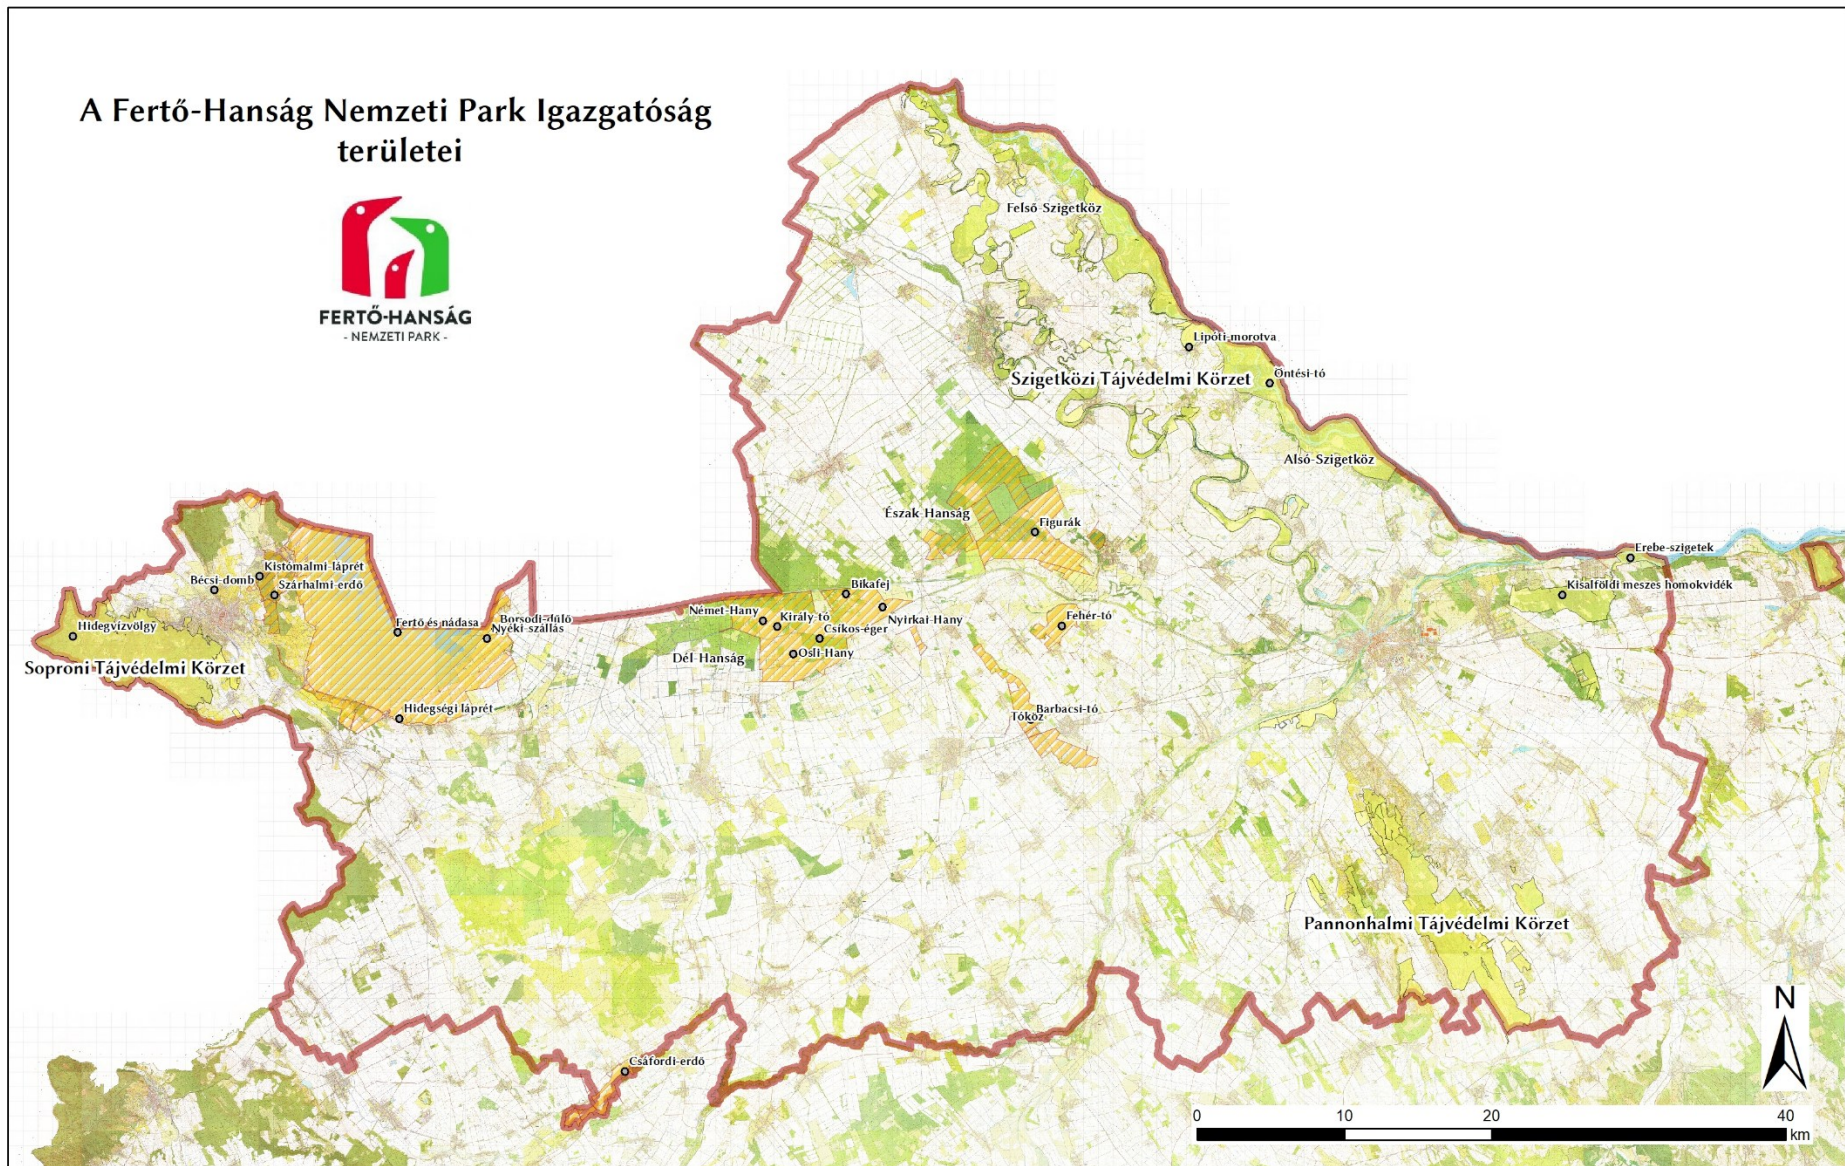 A Fertő-Hanság Nemzeti Park Igazgatóság
területei
FERTŐ-HANSÁG
- NEMZETI PARK -
Felső-Szigetköz
Lipóti-morotva
Szigetközi Tájvédelmi Körzet
Öntési-tó
Alsó-Szigetköz
Észak-Hanság
Figurák
Erebe-szigetek
Kistómalmi-láprét
Bécsi-domb
Szárhalmi-erdő
Bikafej
Kisalföldi meszes homokvidék
Hidegvízvölgy
Fertő és nádasa
Borsodi-dűlő
Nyéki-szállás
Német-Hany
Király-tó
Nyirkai-Hany
Fehér-tó
Csíkos-éger
Osli-Hany
Dél-Hanság
Soproni Tájvédelmi Körzet
Hidegségi láprét
Barbacsi-tó
Tóköz
Pannonhalmi Tájvédelmi Körzet
N
Csáfordi-erdő
0 10 20 40
km